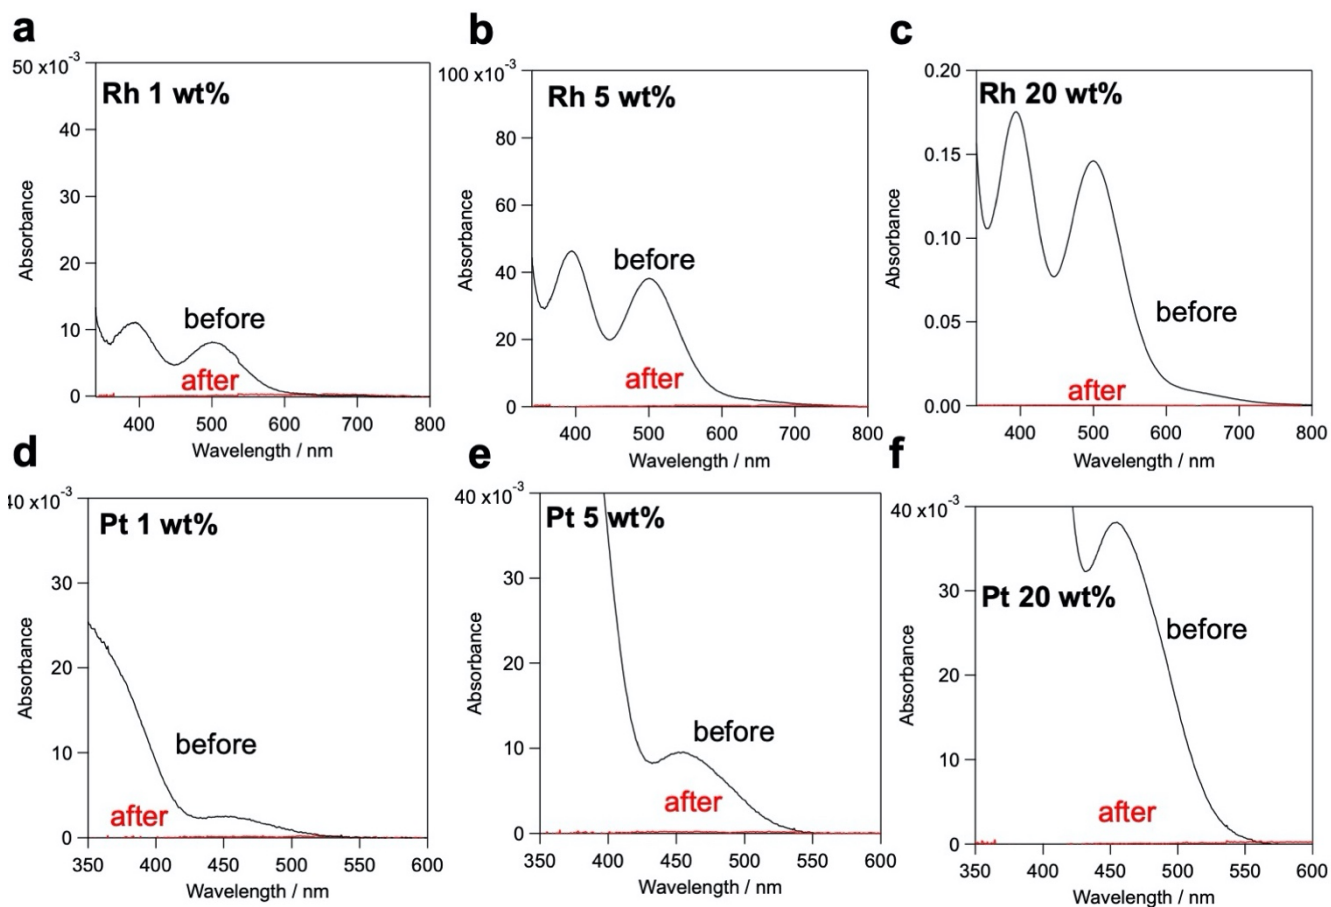 a
50 x10-3
Rh 1 wt%
40
30
20
10
0
Absorbance
before
after
400 500 600 700 800
Wavelength / nm
b
100 x10-3
Rh 5 wt%
80
60
40
20
0
Absorbance
before
after
400 500 600 700 800
Wavelength / nm
c
0.20
Rh 20 wt%
0.15
0.10
0.05
0.00
Absorbance
before
after
400 500 600 700 800
Wavelength / nm
d
40 x10-3
Pt 1 wt%
30
20
10
0
Absorbance
before
after
350 400 450 500 550 600
Wavelength / nm
e
40 x10-3
Pt 5 wt%
30
20
10
0
Absorbance
before
after
350 400 450 500 550 600
Wavelength / nm
f
40 x10-3
30
Pt 20 wt%
20
10
0
Absorbance
before
after
350 400 450 500 550 600
Wavelength / nm